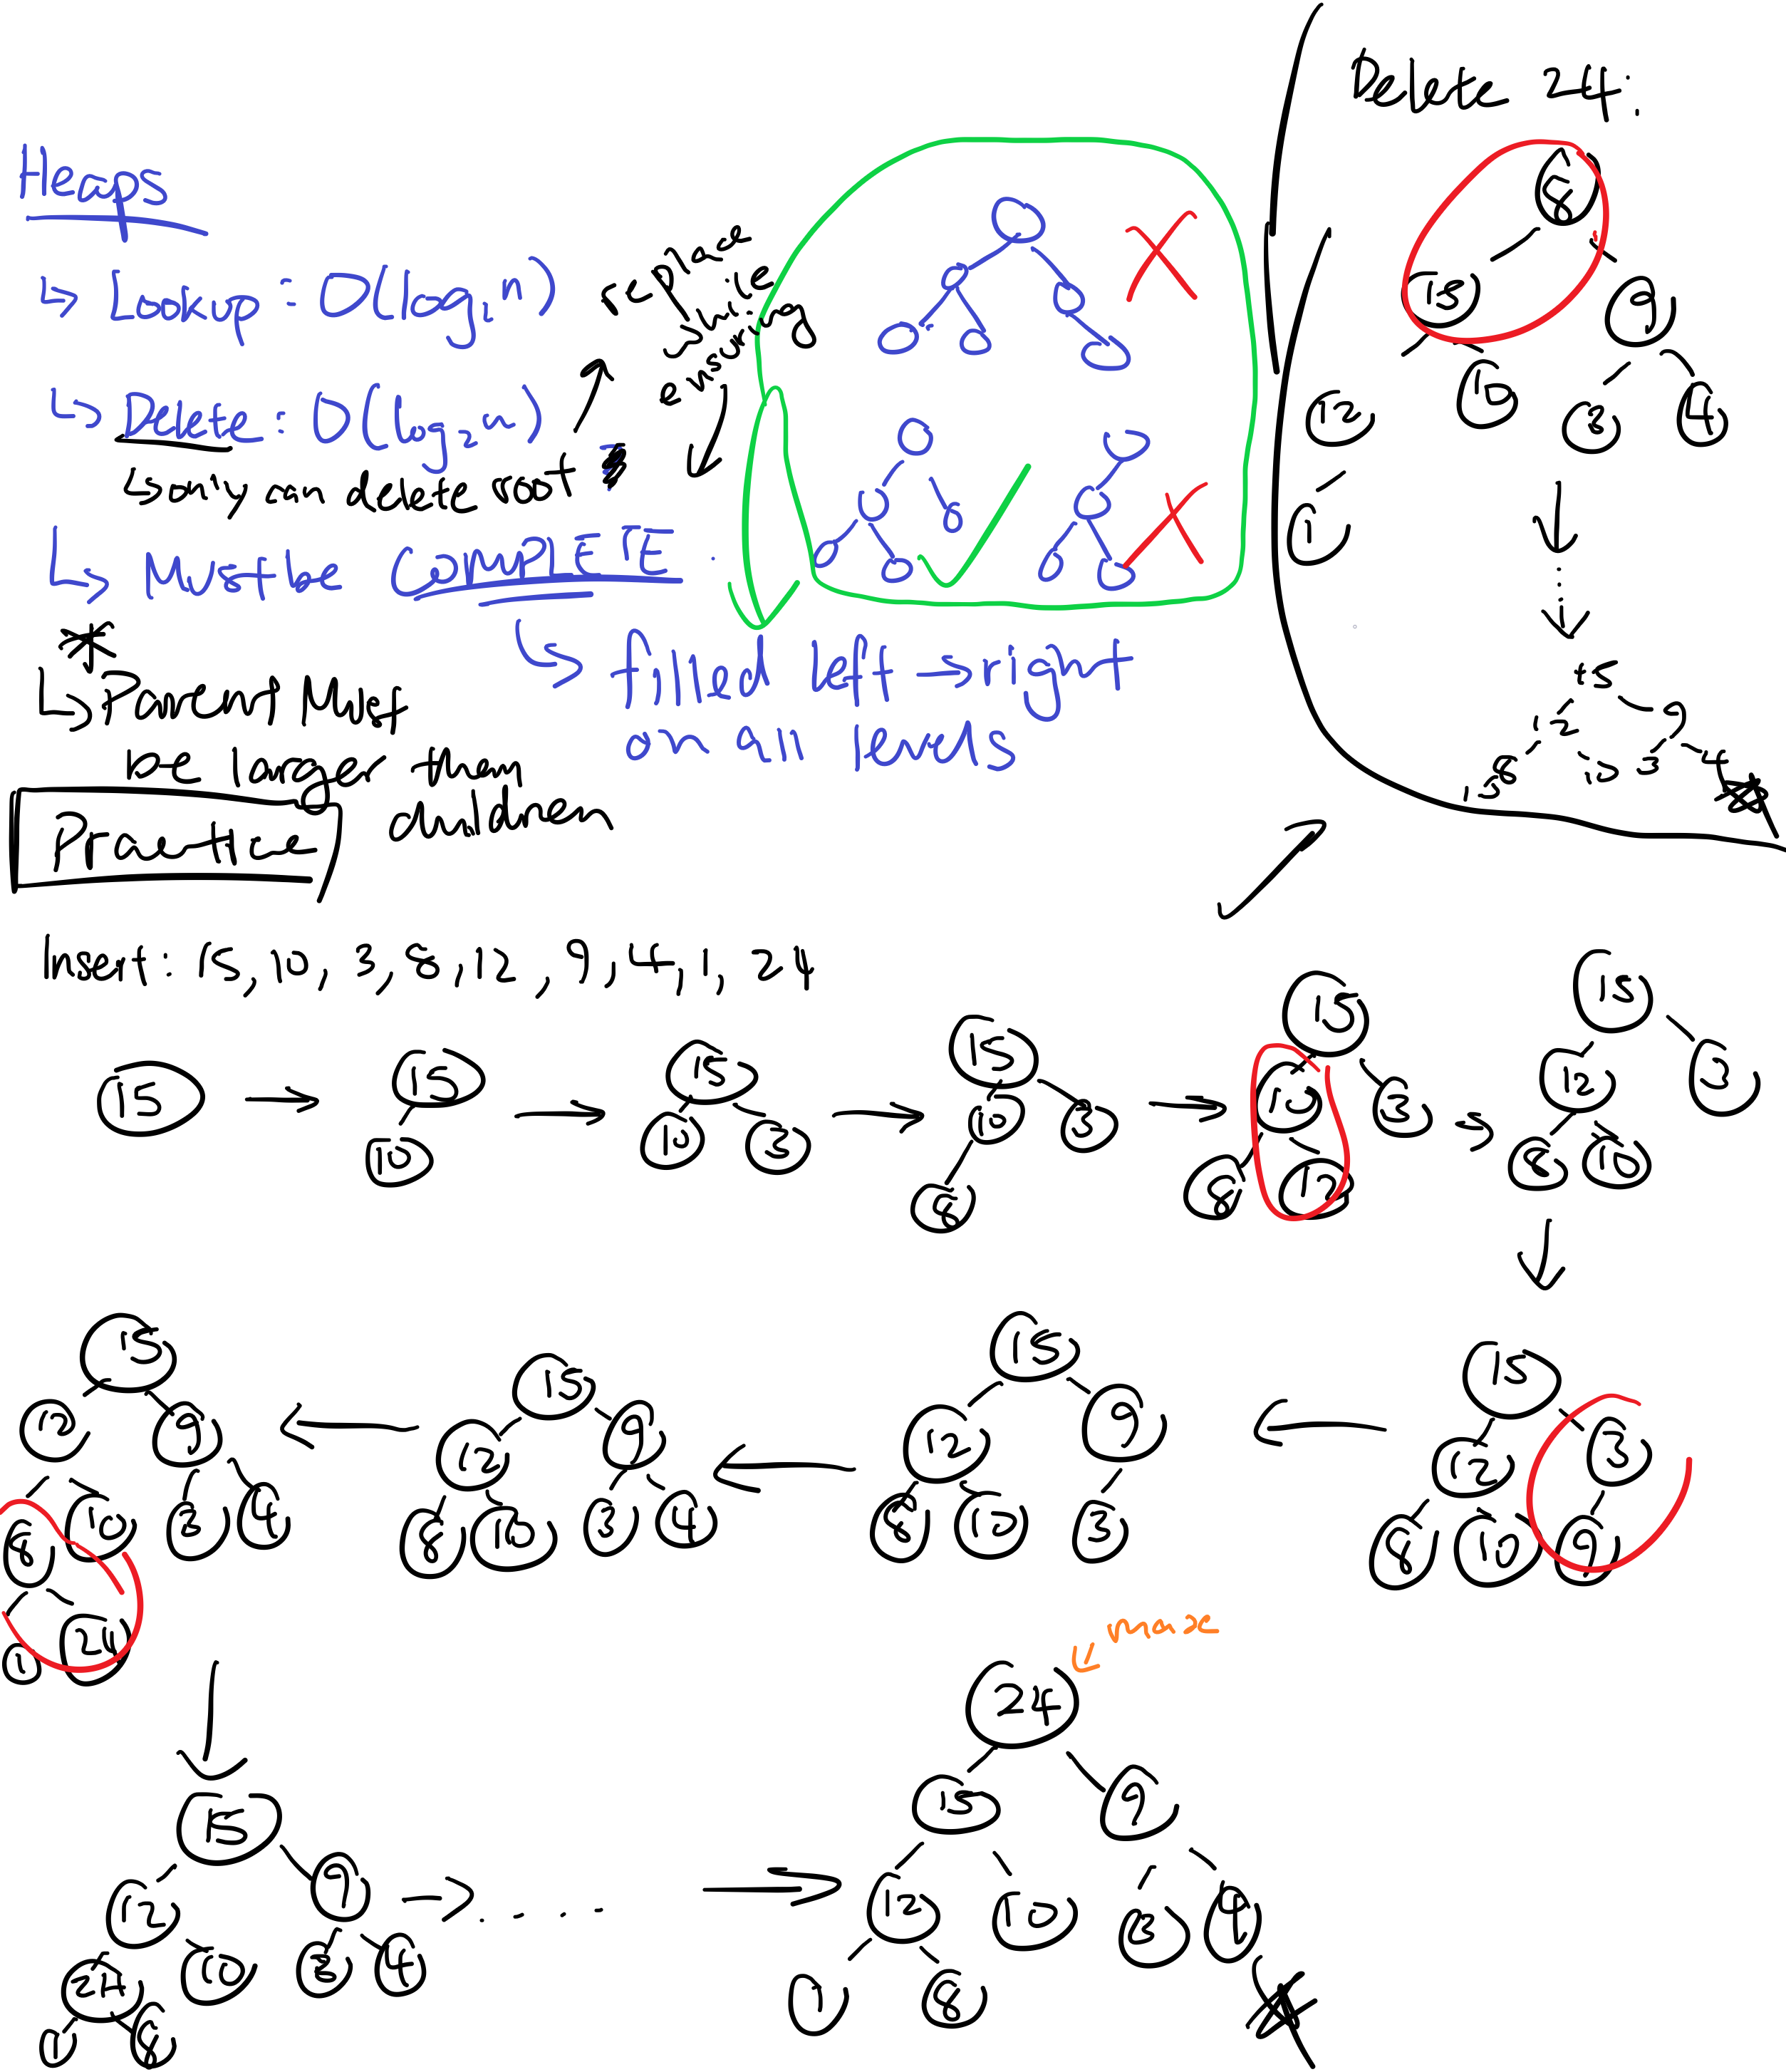 Heaps
↳ Lookup: O(log₂n)
↳ Delete: O(log₂n)
↳ only can delete root
replace
while
ensuring
↳ Must be COMPLETE.
↳ filled left → right
on all levels
*
↳ Parent Must
be larger than
children
Practice
Delete 24:
8
15 9
12 10 3 4
1
15
12 9
8 10 3 4
1
Insert: 15, 10, 3, 8, 12, 9, 4, 1, 24
15
15
10
15
10 3
15
10 3
8
15
10 3
8 12
15
12 3
8 10
15
12 3
8 10 9
15
12 9
8 10 3
15
12 9
8 10 3 4
15
12 9
8 10 3 4
1 24
15
12 9
24 10 3 4
1 8
....
max
24
15 9
12 10 3 4
1 8